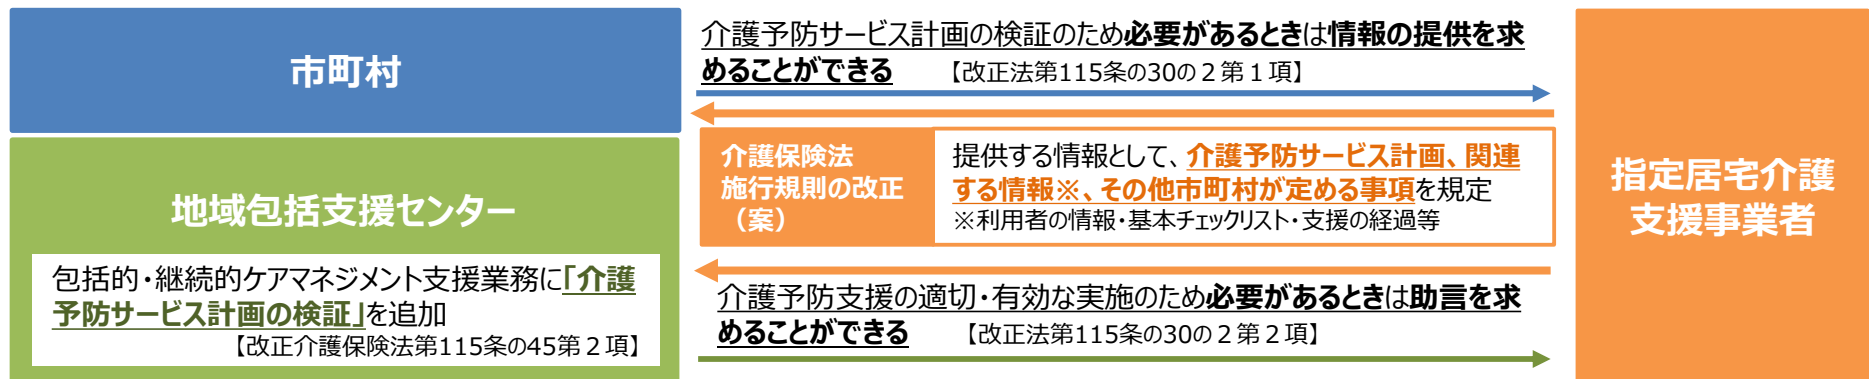 市町村
地域包括支援センター
包括的・継続的ケアマネジメント支援業務に「介護
予防サービス計画の検証」を追加
【改正介護保険法第115条の45第２項】
介護予防サービス計画の検証のため必要があるときは情報の提供を求
めることができる 【改正法第115条の30の２第１項】
介護保険法
施行規則の改正
（案）
提供する情報として、介護予防サービス計画、関連
する情報※、その他市町村が定める事項を規定
※利用者の情報・基本チェックリスト・支援の経過等
介護予防支援の適切・有効な実施のため必要があるときは助言を求
めることができる 【改正法第115条の30の２第２項】
指定居宅介護
支援事業者